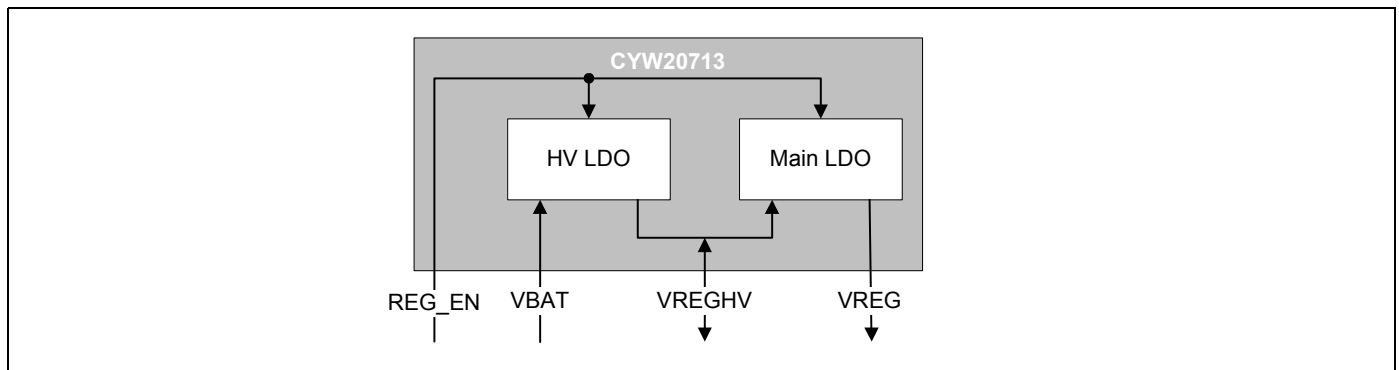 CYW20713
HV LDO
Main LDO
REG_EN
VBAT
VREGHV
VREG